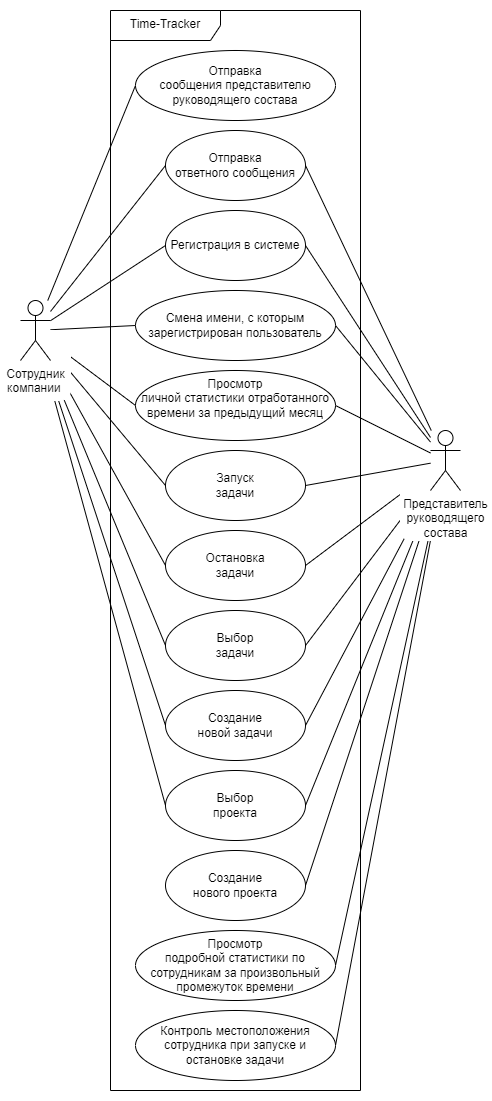 Time-Tracker
Отправка
сообщения представителю
руководящего состава
Отправка
ответного сообщения
Регистрация в системе
Смена имени, с которым
зарегистрирован пользователь
Сотрудник
компании
Просмотр
личной статистики отработанного
времени за предыдущий месяц
Запуск
задачи
Представитель
руководящего
состава
Остановка
задачи
Выбор
задачи
Создание
новой задачи
Выбор
проекта
Создание
нового проекта
Просмотр
подробной статистики по
сотрудникам за произвольный
промежуток времени
Контроль местоположения
сотрудника при запуске и
остановке задачи